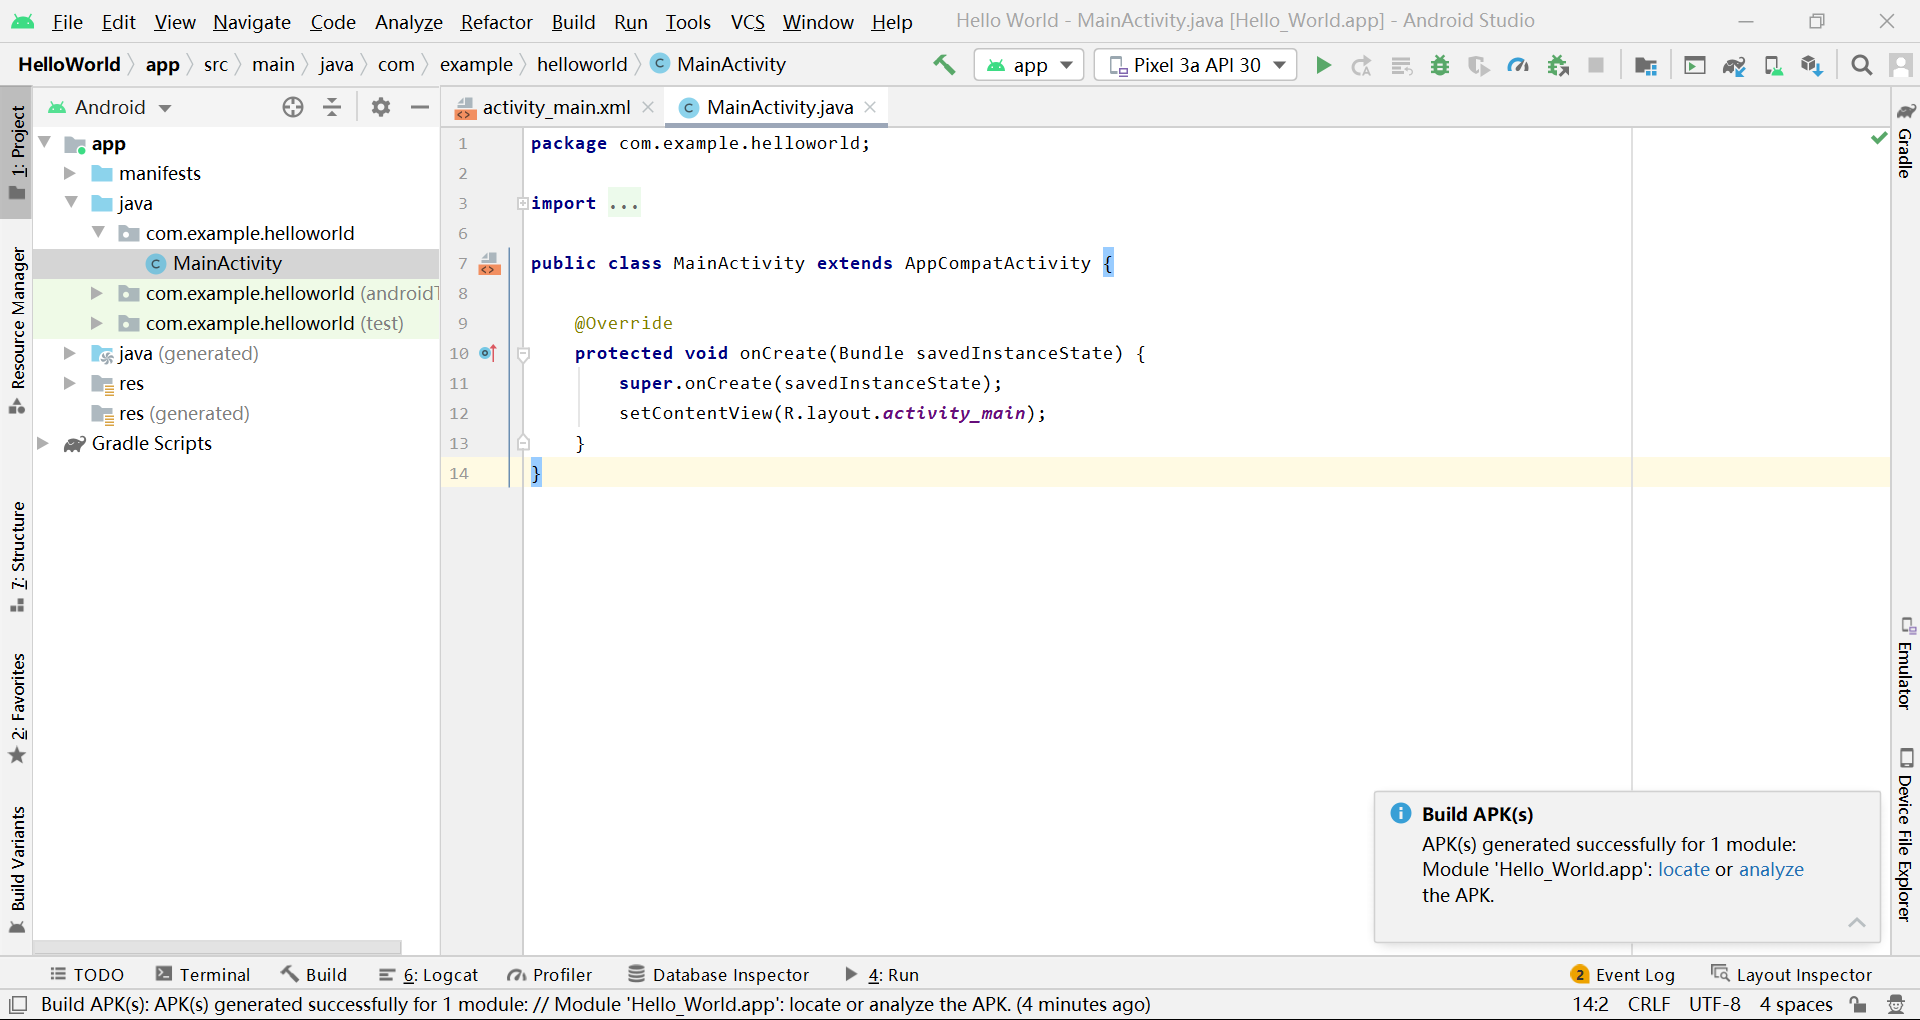 File Edit View Navigate Code Analyze Refactor Build Run Tools VCS Window Help Hello World - MainActivity.java [Hello_World.app] - Android Studio
HelloWorld app src main java com example helloworld MainActivity app Pixel 3a API 30
Android
activity_main.xml MainActivity.java
1: Project
Resource Manager
7: Structure
2: Favorites
Build Variants
app
manifests
java
com.example.helloworld
MainActivity
com.example.helloworld (androidT
com.example.helloworld (test)
java (generated)
res
res (generated)
Gradle Scripts
1 package com.example.helloworld;
2
3 import ...
6
7 public class MainActivity extends AppCompatActivity {
8
9 @Override
10 protected void onCreate(Bundle savedInstanceState) {
11 super.onCreate(savedInstanceState);
12 setContentView(R.layout.activity_main);
13 }
14 }
Gradle
Emulator
Device File Explorer
Build APK(s)
APK(s) generated successfully for 1 module:
Module 'Hello_World.app': locate or analyze
the APK.
TODO Terminal Build 6: Logcat Profiler Database Inspector 4: Run 2 Event Log Layout Inspector
Build APK(s): APK(s) generated successfully for 1 module: // Module 'Hello_World.app': locate or analyze the APK. (4 minutes ago) 14:2 CRLF UTF-8 4 spaces